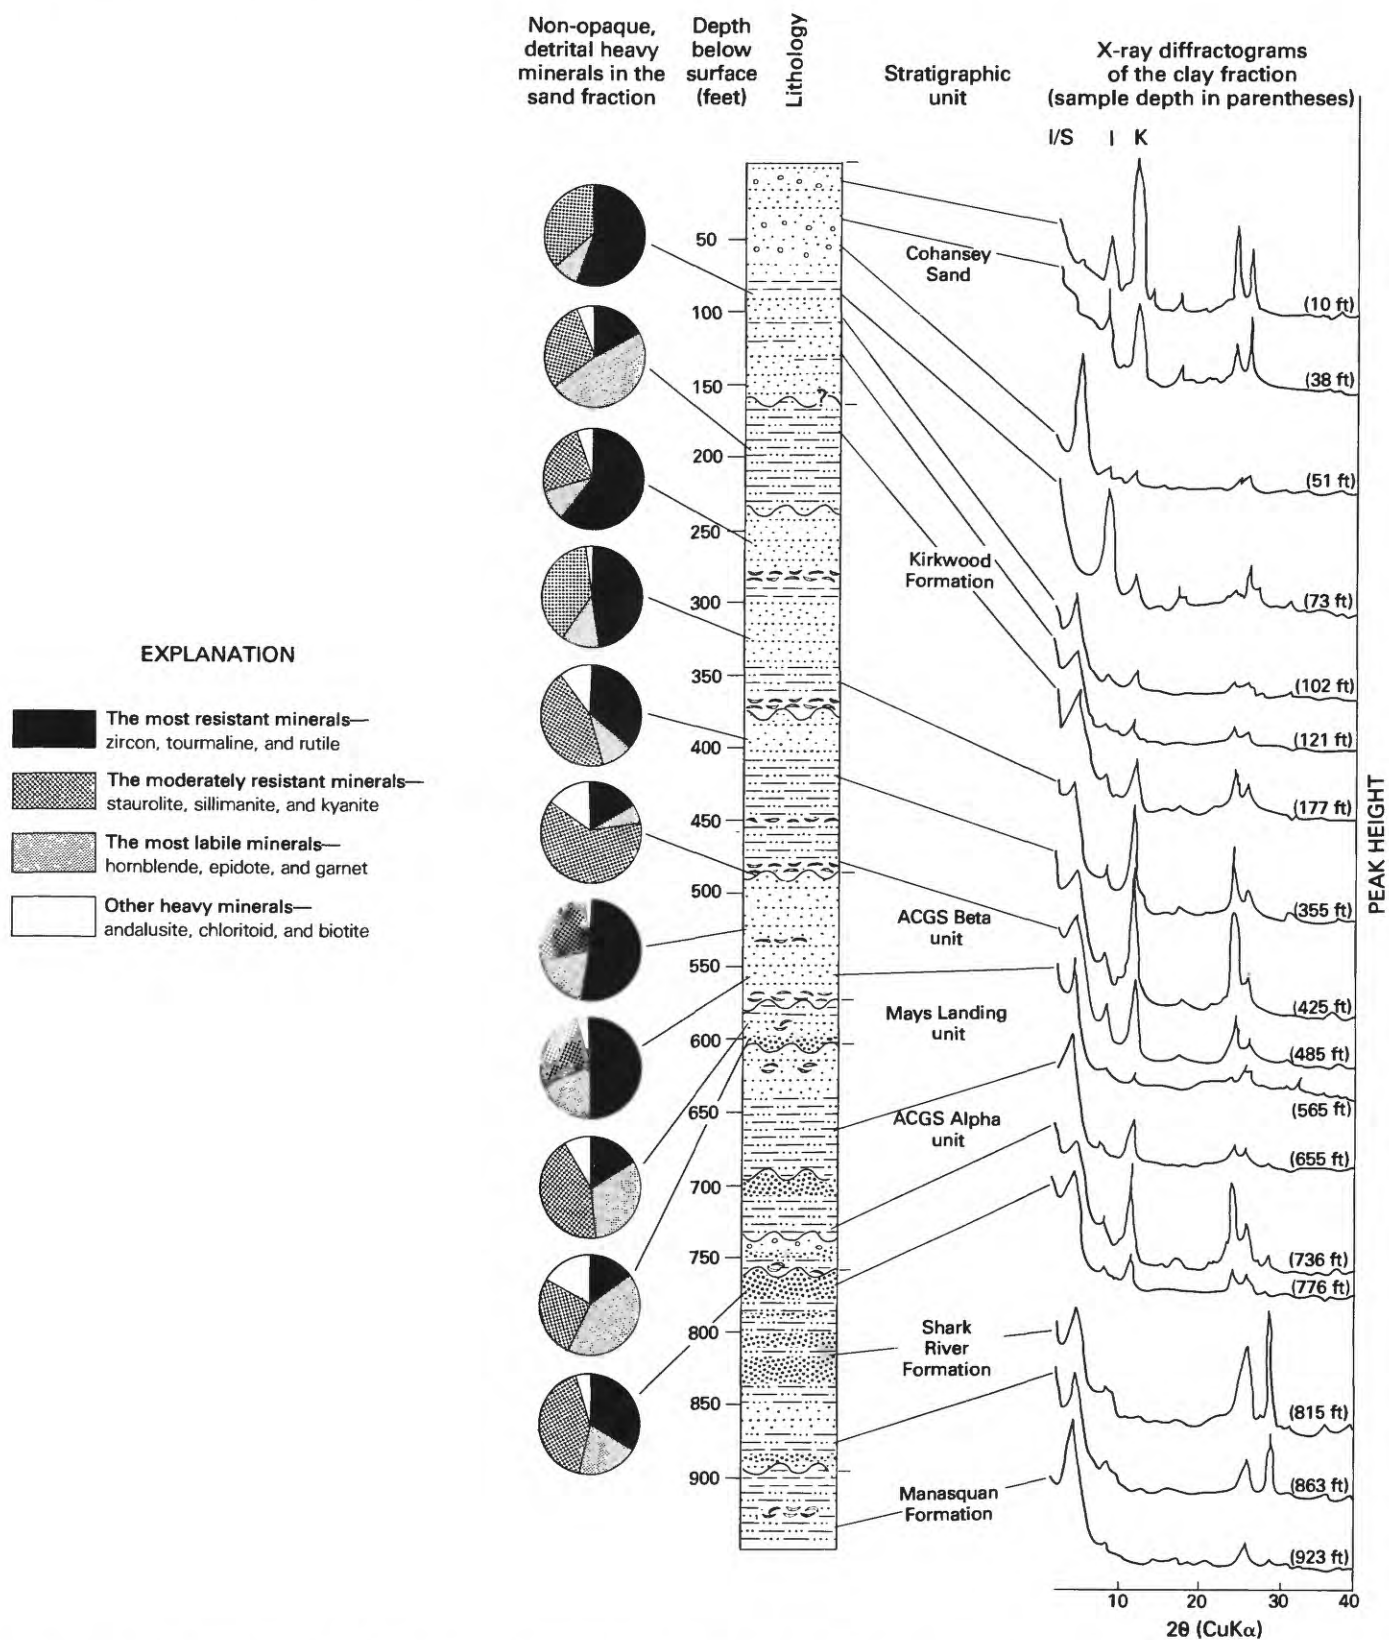 Non-opaque,
detrital heavy
minerals in the
sand fraction
Depth
below
surface
(feet)
Lithology
Stratigraphic
unit
X-ray diffractograms
of the clay fraction
(sample depth in parentheses)
I/S I K
50
100
150
200
250
300
350
400
450
500
550
600
650
700
750
800
850
900
?
Cohansey
Sand
Kirkwood
Formation
ACGS Beta
unit
Mays Landing
unit
ACGS Alpha
unit
Shark
River
Formation
Manasquan
Formation
(10 ft)
(38 ft)
(51 ft)
(73 ft)
(102 ft)
(121 ft)
(177 ft)
(355 ft)
(425 ft)
(485 ft)
(565 ft)
(655 ft)
(736 ft)
(776 ft)
(815 ft)
(863 ft)
(923 ft)
PEAK HEIGHT
10 20 30 40
2θ (CuKα)
EXPLANATION
The most resistant minerals—
zircon, tourmaline, and rutile
The moderately resistant minerals—
staurolite, sillimanite, and kyanite
The most labile minerals—
hornblende, epidote, and garnet
Other heavy minerals—
andalusite, chloritoid, and biotite